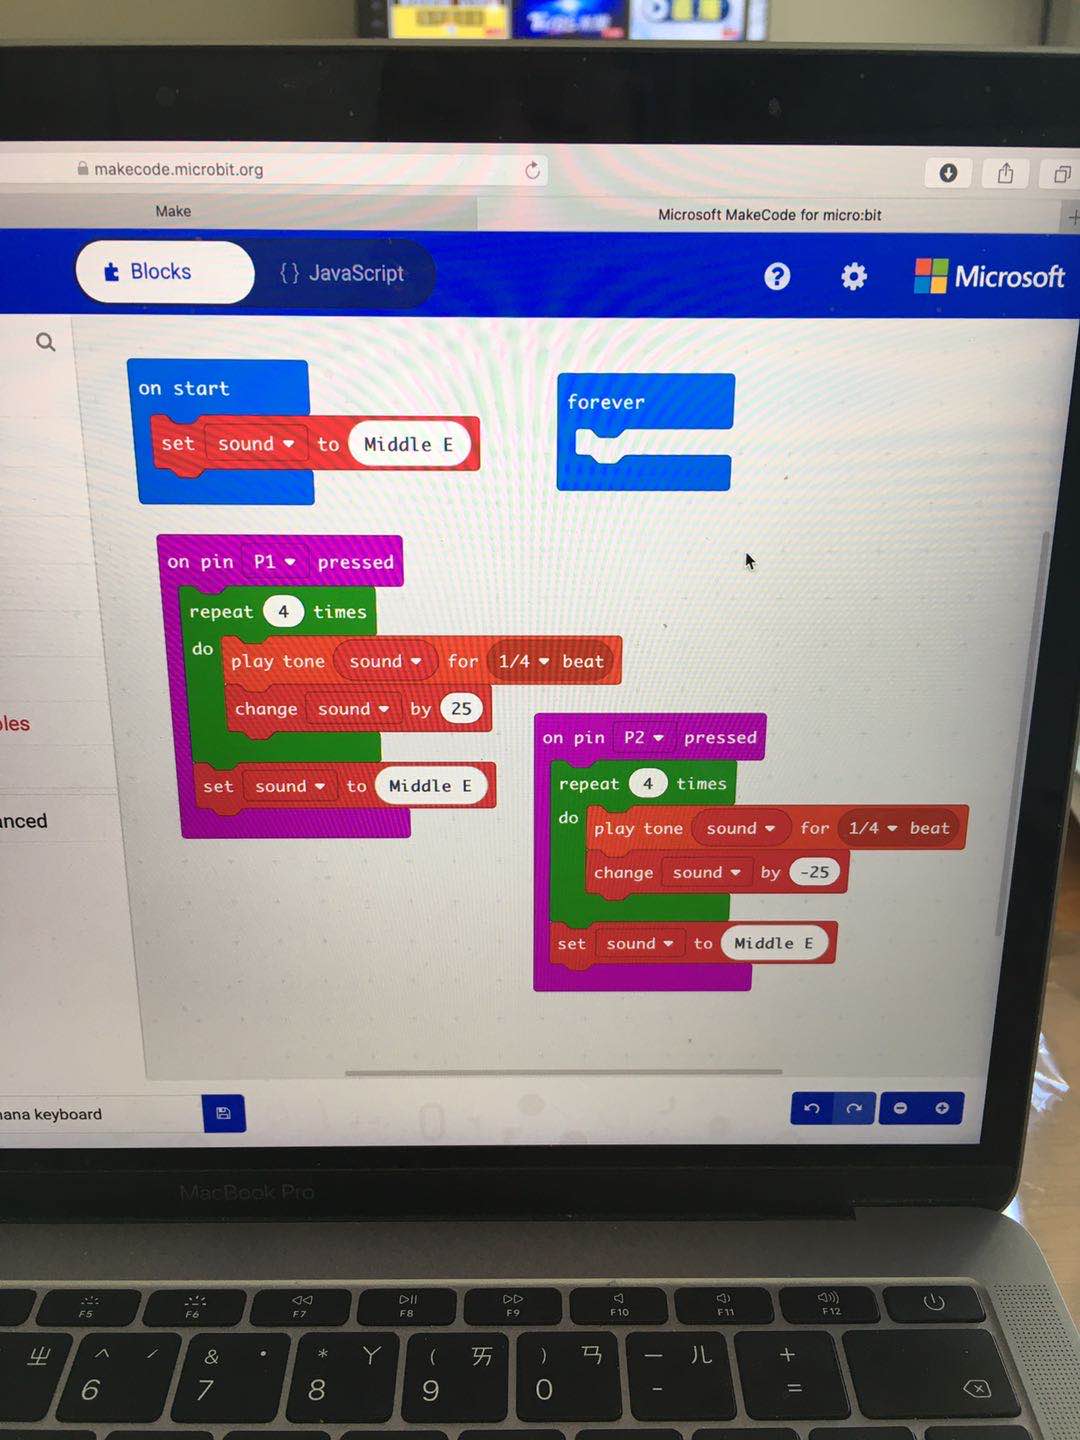 makecode.microbit.org
Make
Microsoft MakeCode for micro:bit
Blocks
{} JavaScript
?
Microsoft
on start
set sound to Middle E
forever
on pin P1 pressed
repeat 4 times
do
play tone sound for 1/4 beat
change sound by 25
set sound to Middle E
on pin P2 pressed
repeat 4 times
do
play tone sound for 1/4 beat
change sound by -25
set sound to Middle E
les
anced
ana keyboard
MacBook Pro
F5
F6
F7
F8
F9
F10
F11
F12
ㄓ
^ ˊ
6
& ˙
7
* ㄚ
8
( ㄞ
9
) ㄢ
0
— ㄦ
-
+
=